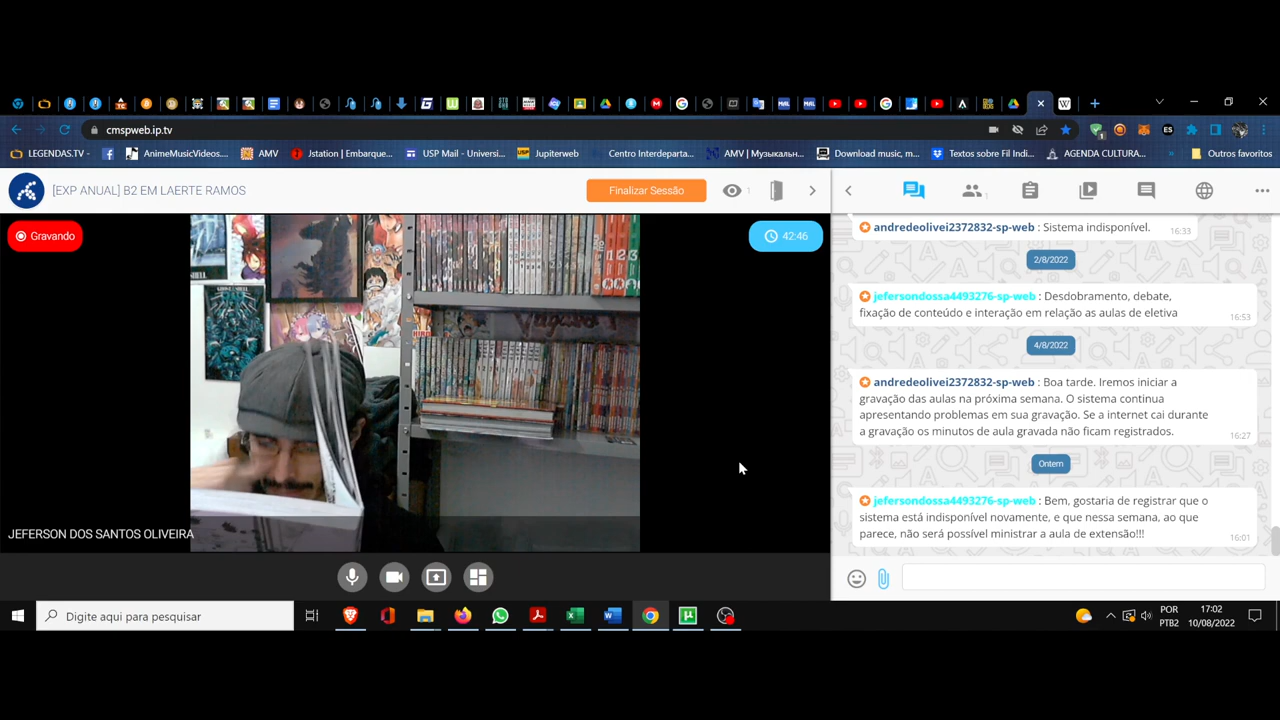 cmspweb.ip.tv
LEGENDAS.TV -
AnimeMusicVideos....
AMV
Jstation | Embarque...
USP Mail - Universi...
Jupiterweb
Centro Interdeparta...
AMV | Музыкальн...
Download music, m...
Textos sobre Fil Indi...
AGENDA CULTURA...
»
Outros favoritos
[EXP ANUAL] B2 EM LAERTE RAMOS
Finalizar Sessão
1
1
Gravando
42:46
JEFERSON DOS SANTOS OLIVEIRA
andredeolivei2372832-sp-web : Sistema indisponível.
16:33
2/8/2022
jefersondossa4493276-sp-web : Desdobramento, debate,
fixação de conteúdo e interação em relação as aulas de eletiva
16:53
4/8/2022
andredeolivei2372832-sp-web : Boa tarde. Iremos iniciar a
gravação das aulas na próxima semana. O sistema continua
apresentando problemas em sua gravação. Se a internet cai durante
a gravação os minutos de aula gravada não ficam registrados.
16:27
Ontem
jefersondossa4493276-sp-web : Bem, gostaria de registrar que o
sistema está indisponível novamente, e que nessa semana, ao que
parece, não será possível ministrar a aula de extensão!!!
16:01
Digite aqui para pesquisar
POR
PTB2
17:02
10/08/2022